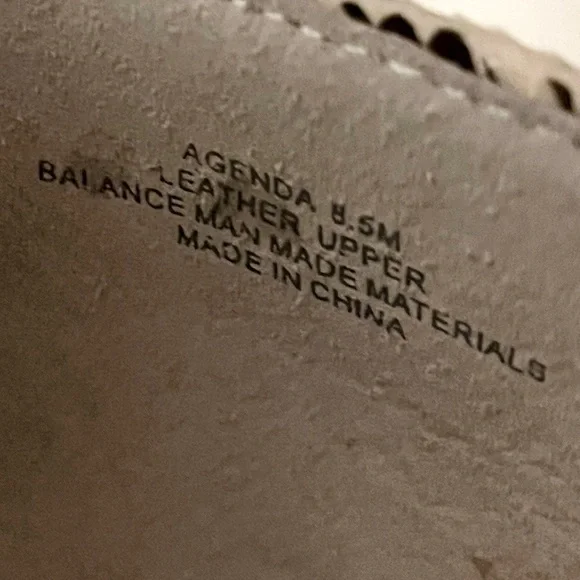 AGENDA 8.5M
LEATHER UPPER
BALANCE MAN MADE MATERIALS
MADE IN CHINA